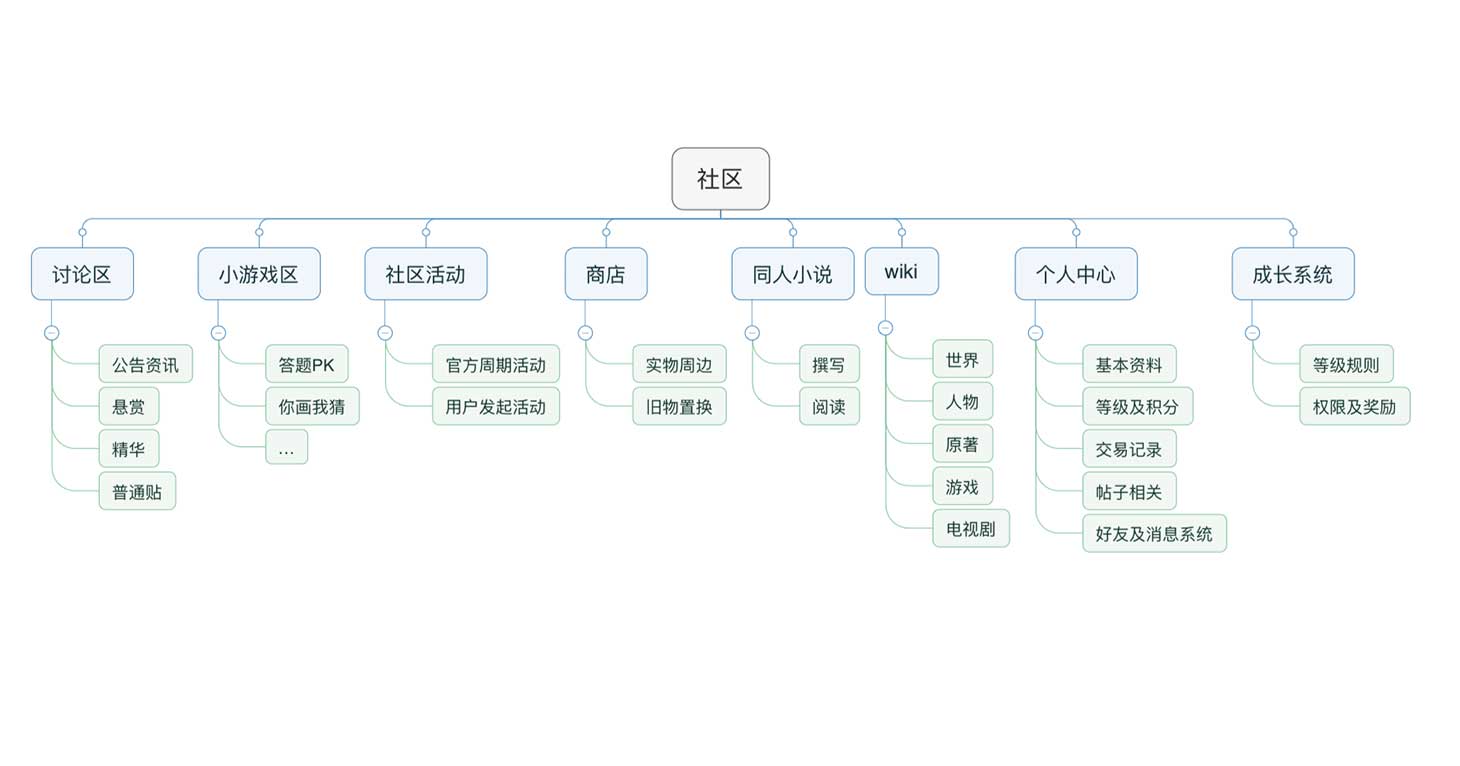 社区
讨论区
公告资讯
悬赏
精华
普通贴
小游戏区
答题PK
你画我猜
...
社区活动
官方周期活动
用户发起活动
商店
实物周边
旧物置换
同人小说
撰写
阅读
wiki
世界
人物
原著
游戏
电视剧
个人中心
基本资料
等级及积分
交易记录
帖子相关
好友及消息系统
成长系统
等级规则
权限及奖励